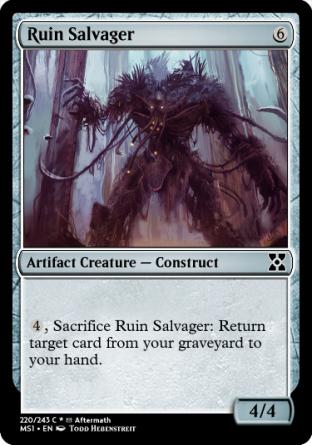 Ruin Salvager 6
Artifact Creature — Construct
4, Sacrifice Ruin Salvager: Return
target card from your graveyard to
your hand.
4/4
220/243 C * Aftermath
MSI • EN Todd Hebenstreit